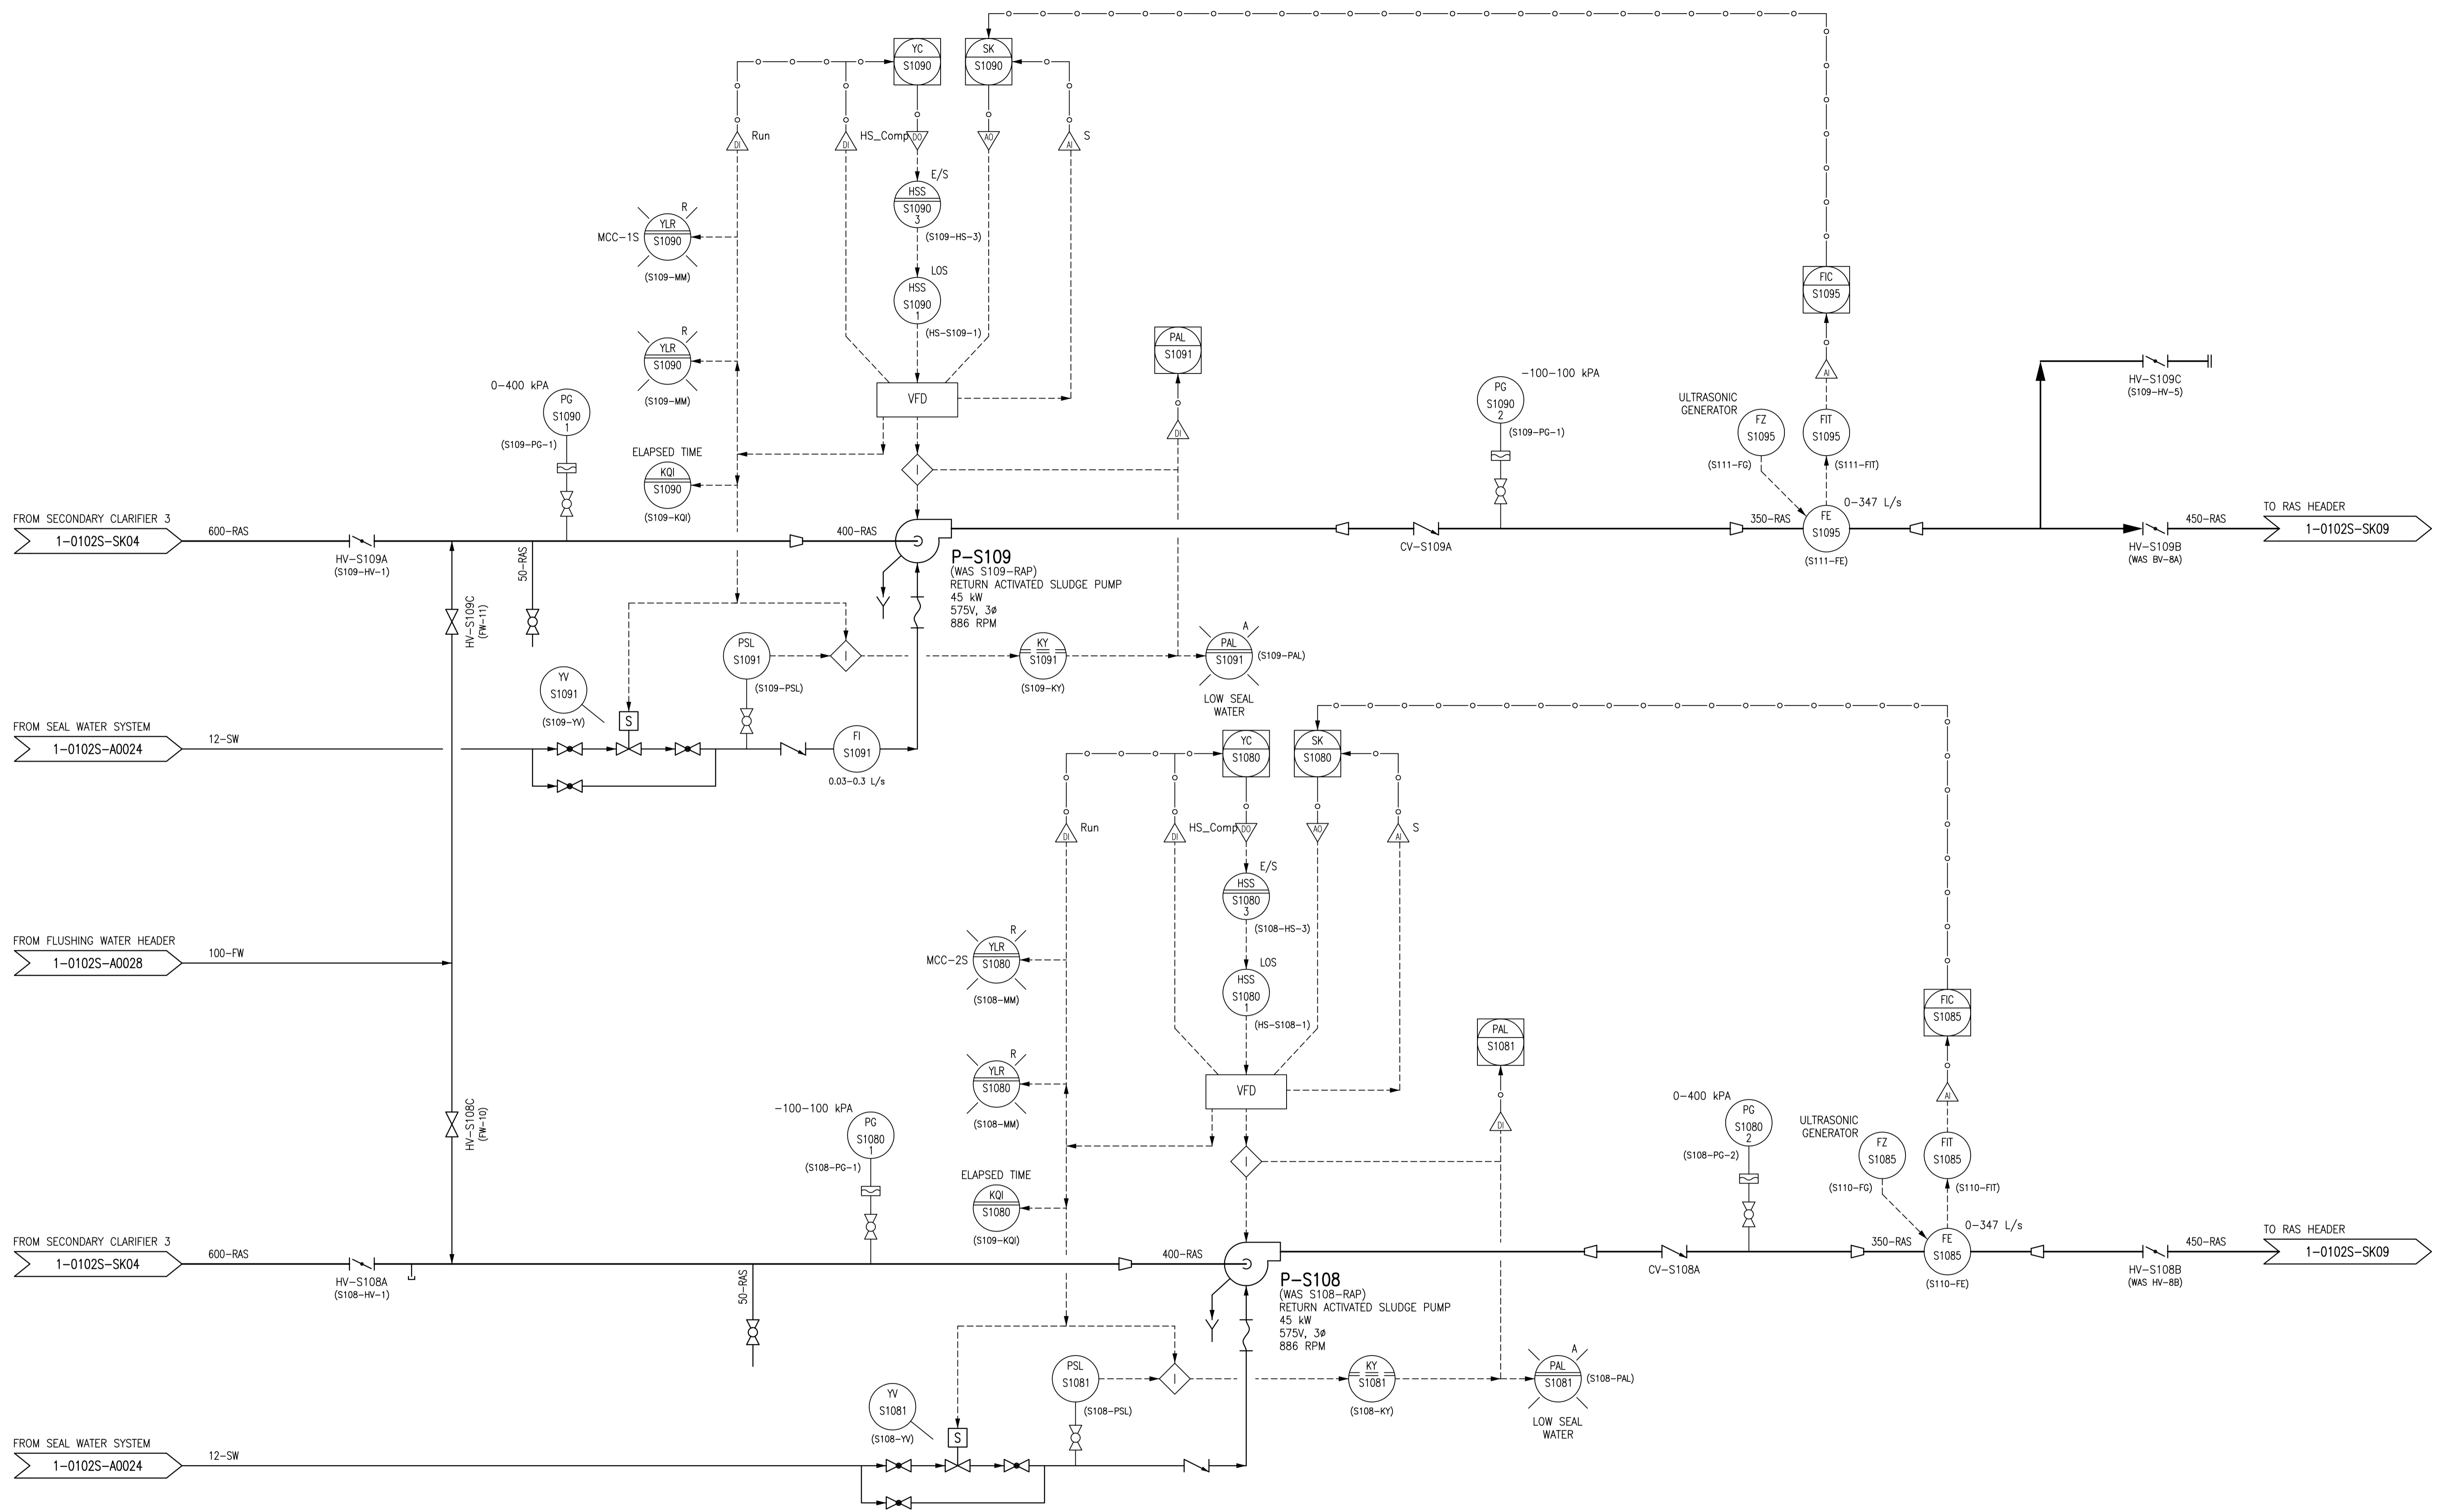 YC
S1090
SK
S1090
DI
Run
DI
HS_Comp
DO
AO
AI
S
E/S
HSS
S1090
3
(S109-HS-3)
R
YLR
S1090
MCC-1S
(S109-MM)
LOS
HSS
S1090
1
(HS-S109-1)
FIC
S1095
R
YLR
S1090
(S109-MM)
PAL
S1091
VFD
DI
AI
0-400 kPA
PG
S1090
1
(S109-PG-1)
-100-100 kPA
PG
S1090
2
(S109-PG-1)
HV-S109C
(S109-HV-5)
ULTRASONIC
GENERATOR
FZ
S1095
(S111-FG)
FIT
S1095
(S111-FIT)
ELAPSED TIME
KQI
S1090
(S109-KQI)
I
0-347 L/s
FROM SECONDARY CLARIFIER 3
1-0102S-SK04
600-RAS
HV-S109A
(S109-HV-1)
50-RAS
400-RAS
CV-S109A
350-RAS
FE
S1095
(S111-FE)
HV-S109B
(WAS BV-8A)
450-RAS
TO RAS HEADER
1-0102S-SK09
P-S109
(WAS S109-RAP)
RETURN ACTIVATED SLUDGE PUMP
45 kW
575V, 3ø
886 RPM
HV-S109C
(FW-11)
PSL
S1091
(S109-PSL)
I
KY
S1091
(S109-KY)
A
PAL
S1091
(S109-PAL)
LOW SEAL
WATER
YV
S1091
(S109-YV)
S
FROM SEAL WATER SYSTEM
1-0102S-A0024
12-SW
FI
S1091
0.03-0.3 L/s
YC
S1080
SK
S1080
DI
Run
DI
HS_Comp
DO
AO
AI
S
E/S
HSS
S1080
3
(S108-HS-3)
R
YLR
S1080
MCC-2S
(S108-MM)
FROM FLUSHING WATER HEADER
1-0102S-A0028
100-FW
LOS
HSS
S1080
1
(HS-S108-1)
FIC
S1085
R
YLR
S1080
(S108-MM)
PAL
S1081
VFD
DI
AI
HV-S108C
(FW-10)
-100-100 kPA
PG
S1080
1
(S108-PG-1)
0-400 kPA
PG
S1080
2
(S108-PG-2)
ULTRASONIC
GENERATOR
FZ
S1085
(S110-FG)
FIT
S1085
(S110-FIT)
ELAPSED TIME
KQI
S1080
(S109-KQI)
I
0-347 L/s
FROM SECONDARY CLARIFIER 3
1-0102S-SK04
600-RAS
HV-S108A
(S108-HV-1)
50-RAS
400-RAS
CV-S108A
350-RAS
FE
S1085
(S110-FE)
HV-S108B
(WAS HV-8B)
450-RAS
TO RAS HEADER
1-0102S-SK09
P-S108
(WAS S108-RAP)
RETURN ACTIVATED SLUDGE PUMP
45 kW
575V, 3ø
886 RPM
PSL
S1081
(S108-PSL)
I
KY
S1081
(S108-KY)
A
PAL
S1081
(S108-PAL)
LOW SEAL
WATER
YV
S1081
(S108-YV)
S
FROM SEAL WATER SYSTEM
1-0102S-A0024
12-SW